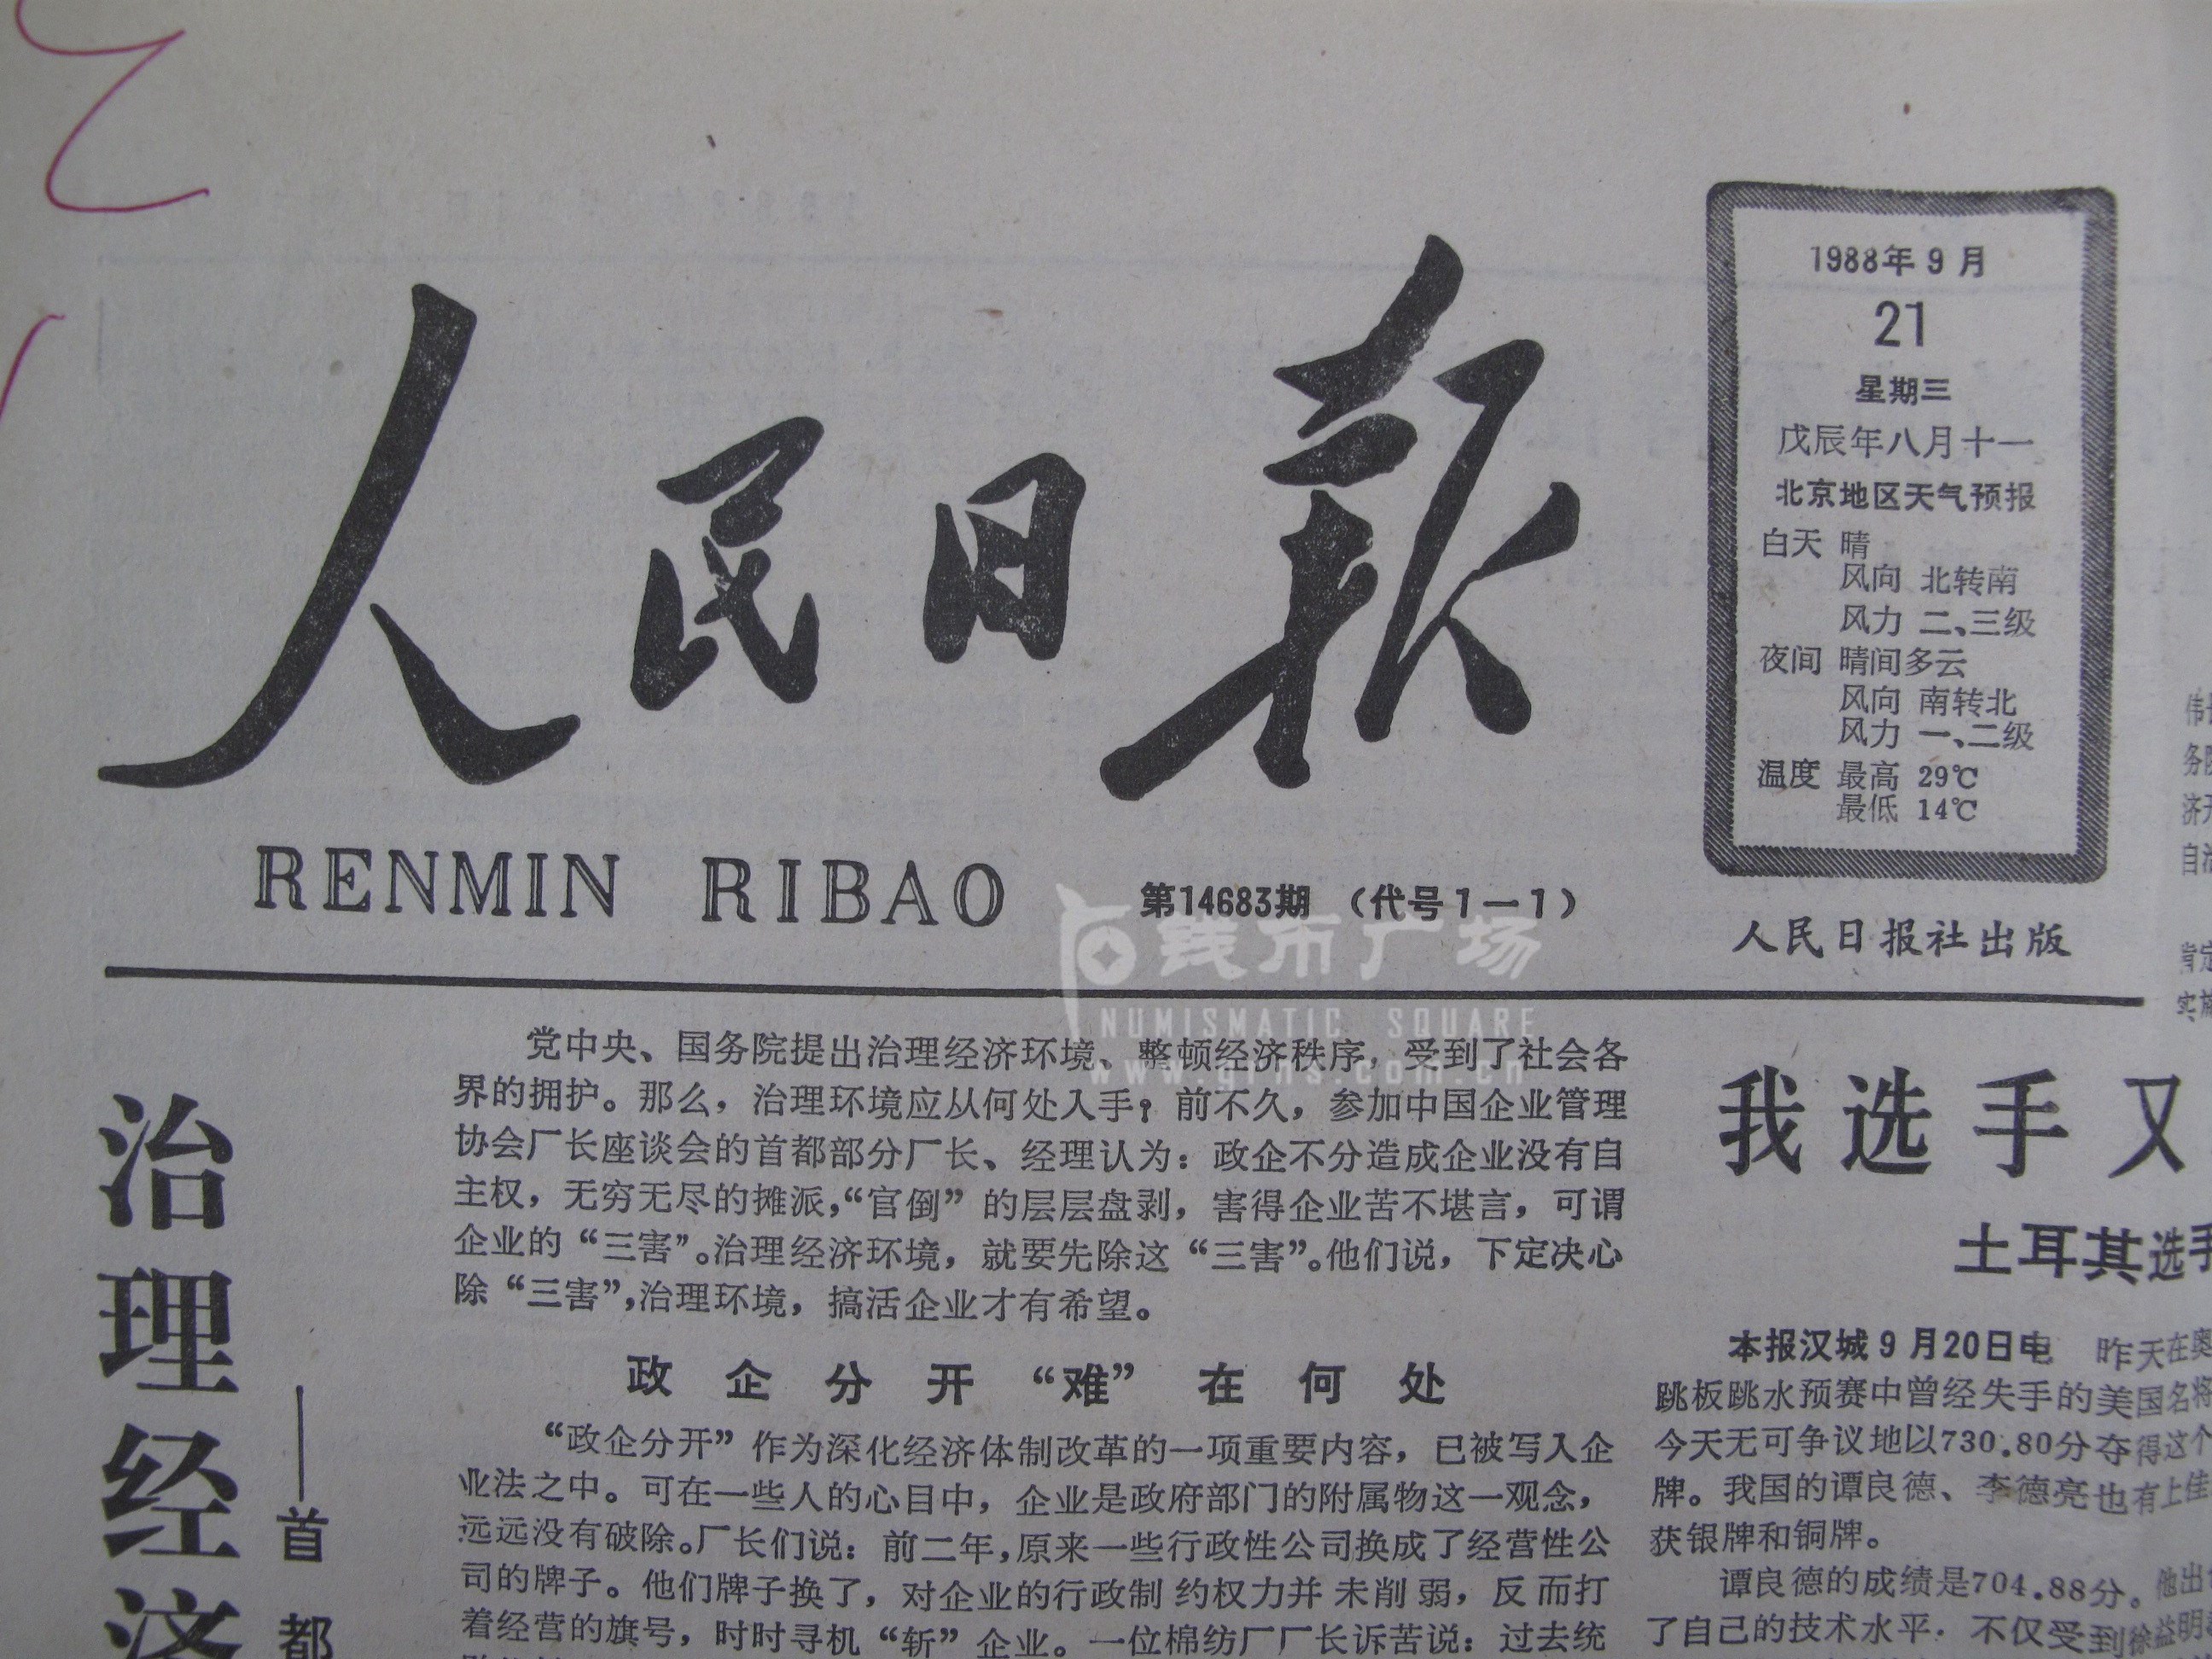 人民日报
RENMIN RIBAO
第14683期 （代号1—1）
1988年9月
21
星期三
戊辰年八月十一
北京地区天气预报
白天 晴
风向 北转南
风力 二、三级
夜间 晴间多云
风向 南转北
风力 一、二级
温度 最高 29℃
最低 14℃
人民日报社出版
钱币广场
NUMISMATIC SQUARE
治理经济
——首都
党中央、国务院提出治理经济环境、整顿经济秩序，受到了社会各
界的拥护。那么，治理环境应从何处入手？前不久，参加中国企业管理
协会厂长座谈会的首都部分厂长、经理认为：政企不分造成企业没有自
主权，无穷无尽的摊派，“官倒”的层层盘剥，害得企业苦不堪言，可谓
企业的“三害”。治理经济环境，就要先除这“三害”。他们说，下定决心
除“三害”，治理环境，搞活企业才有希望。
政企分开“难”在何处
“政企分开”作为深化经济体制改革的一项重要内容，已被写入企
业法之中。可在一些人的心目中，企业是政府部门的附属物这一观念，
远远没有破除。厂长们说：前二年，原来一些行政性公司换成了经营性公
司的牌子。他们牌子换了，对企业的行政制约权力并未削弱，反而打
着经营的旗号，时时寻机“斩”企业。一位棉纺厂厂长诉苦说：过去统
我选手又
土耳其选手
本报汉城9月20日电 昨天在奥
跳板跳水预赛中曾经失手的美国名将
今天无可争议地以730.80分夺得这个
牌。我国的谭良德、李德亮也有上佳
获银牌和铜牌。
谭良德的成绩是704.88分。他出
了自己的技术水平，不仅受到徐益明